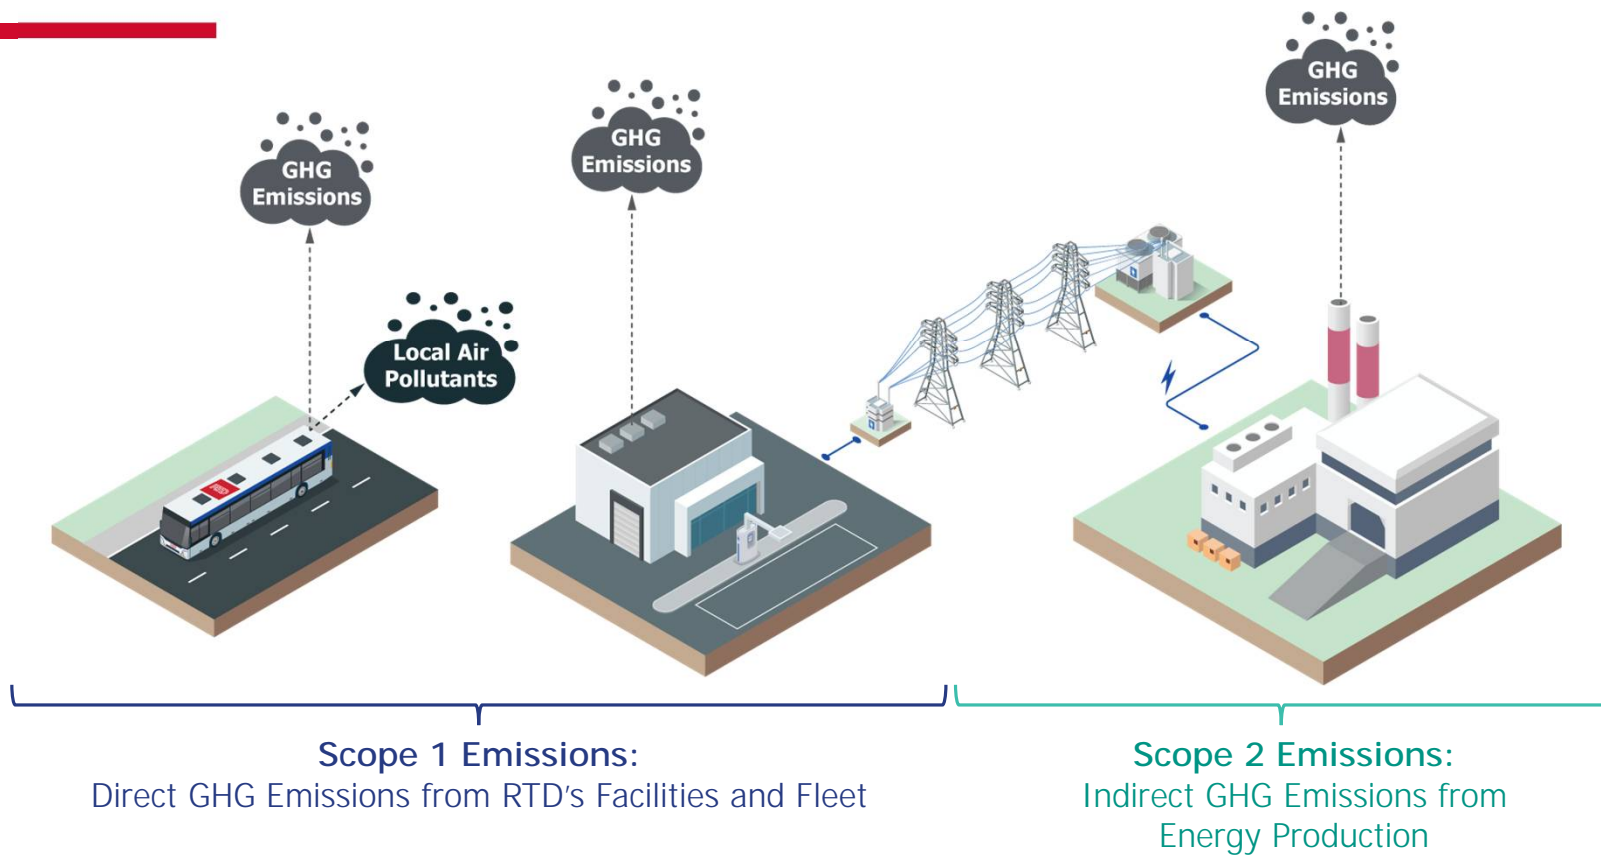 GHG
Emissions
GHG
Emissions
GHG
Emissions
Local Air
Pollutants
RTD
Scope 1 Emissions:
Direct GHG Emissions from RTD's Facilities and Fleet
Scope 2 Emissions:
Indirect GHG Emissions from
Energy Production